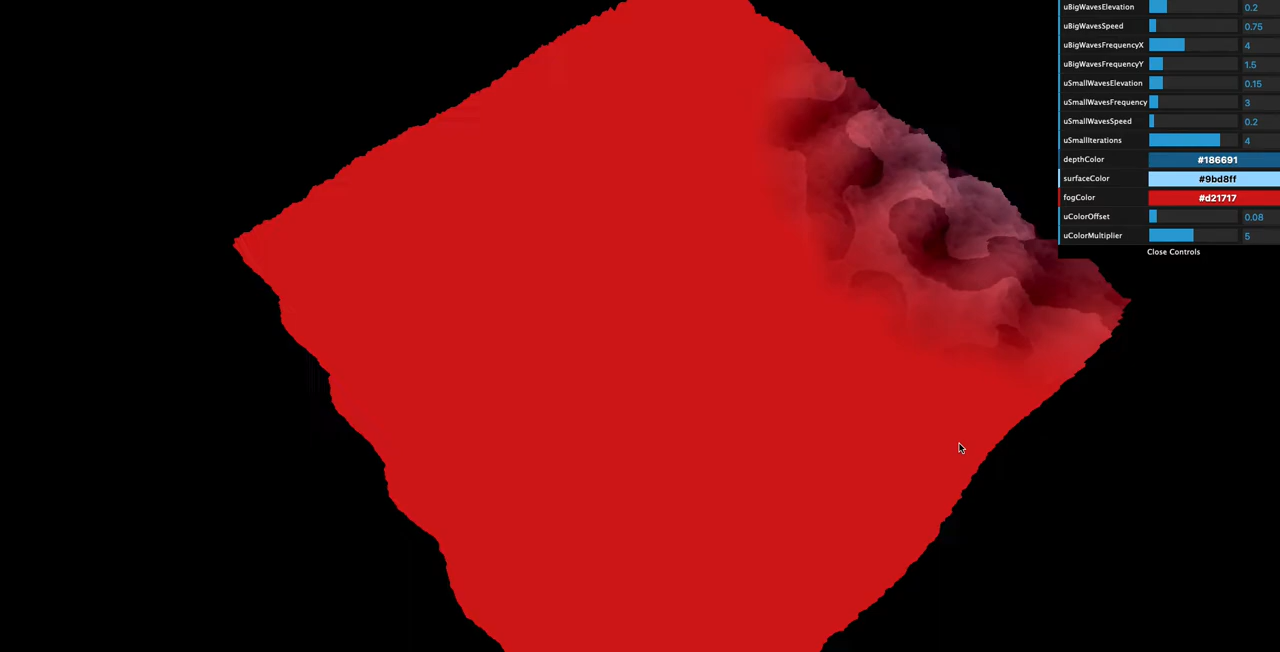 uBigWavesElevation 0.2
uBigWavesSpeed 0.75
uBigWavesFrequencyX 4
uBigWavesFrequencyY 1.5
uSmallWavesElevation 0.15
uSmallWavesFrequency 3
uSmallWavesSpeed 0.2
uSmallIterations 4
depthColor #186691
surfaceColor #9bd8ff
fogColor #d21717
uColorOffset 0.08
uColorMultiplier 5
Close Controls